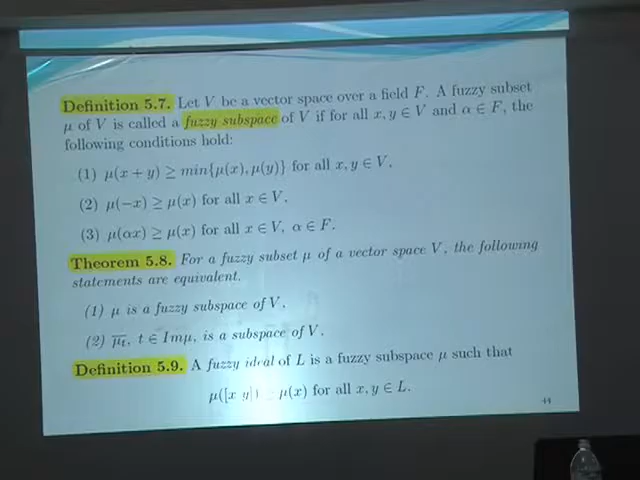 Definition 5.7. Let V be a vector space over a field F. A fuzzy subset
μ of V is called a fuzzy subspace of V if for all x, y ∈ V and α ∈ F, the
following conditions hold:
(1) μ(x + y) ≥ min{μ(x), μ(y)} for all x, y ∈ V.
(2) μ(−x) ≥ μ(x) for all x ∈ V.
(3) μ(αx) ≥ μ(x) for all x ∈ V, α ∈ F.
Theorem 5.8. For a fuzzy subset μ of a vector space V, the following
statements are equivalent.
(1) μ is a fuzzy subspace of V.
(2) μ̅ₜ, t ∈ Imμ, is a subspace of V.
Definition 5.9. A fuzzy ideal of L is a fuzzy subspace μ such that
μ([x y]) μ(x) for all x, y ∈ L.
44